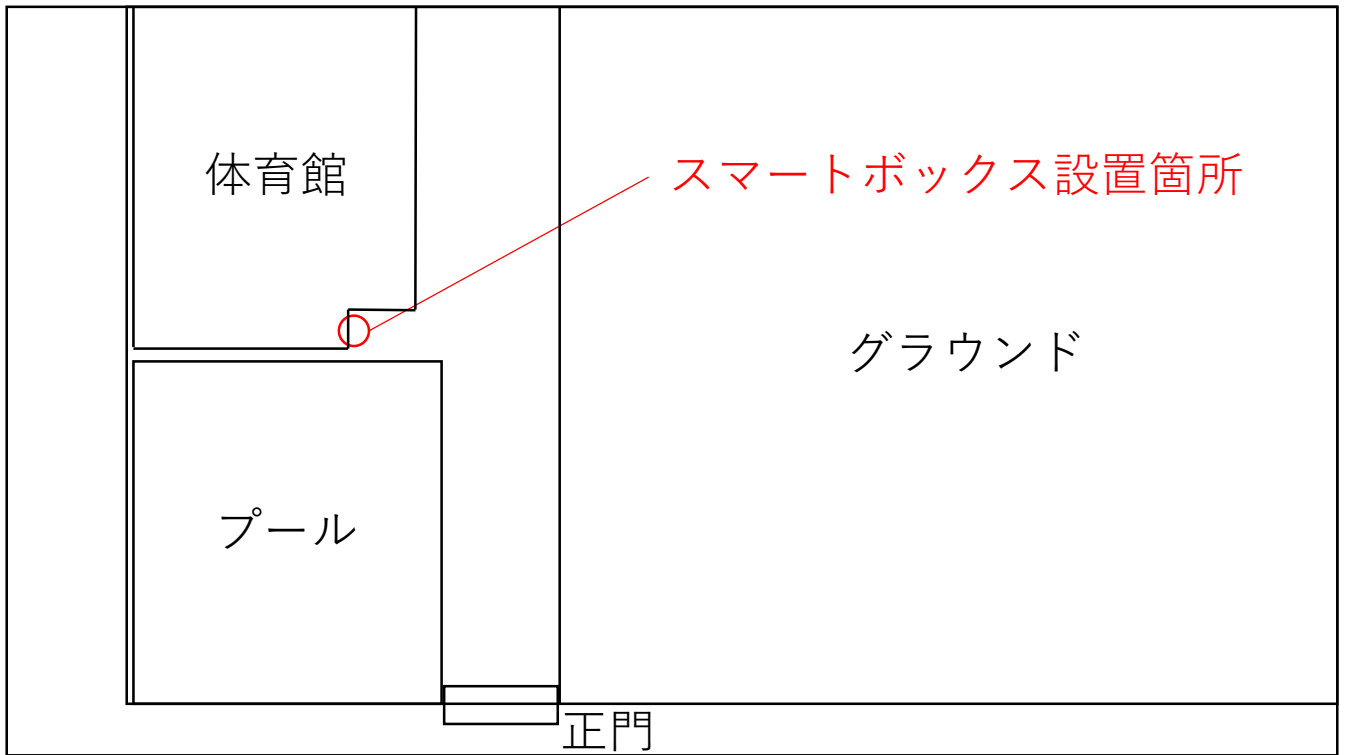 体育館
スマートボックス設置箇所
グラウンド
プール
正門